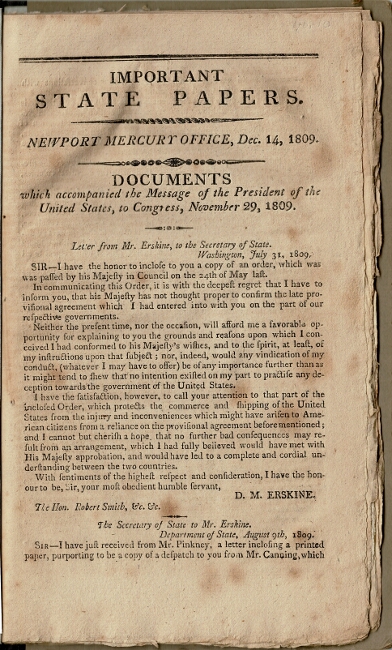 IMPORTANT
STATE PAPERS.
NEWPORT MERCURY OFFICE, Dec. 14, 1809.
DOCUMENTS
which accompanied the Message of the President of the
United States, to Congress, November 29, 1809.
Letter from Mr. Erskine, to the Secretary of State.
Washington, July 31, 1809.
SIR—I have the honor to inclose to you a copy of an order, which was
was passed by his Majeſty in Council on the 24th of May laſt.
In communicating this Order, it is with the deepeſt regret that I have to
inform you, that his Majeſty has not thought proper to confirm the late pro-
viſional agreement which I had entered into with you on the part of our
reſpective governments.
Neither the preſent time, nor the occaſion, will afford me a favorable op-
portunity for explaining to you the grounds and reaſons upon which I con-
ceived I had conformed to his Majeſty's wiſhes, and to the ſpirit, at leaſt, of
my inſtructions upon that ſubject; nor, indeed, would any vindication of my
conduct, (whatever I may have to offer) be of any importance further than as
it might tend to ſhew that no intention exiſted on my part to practiſe any de-
ception towards the government of the United States.
I have the ſatisfaction, however, to call your attention to that part of the
incloſed Order, which protects the commerce and ſhipping of the United
States from the injury and inconveniences which might have ariſen to Ame-
rican citizens from a reliance on the proviſional agreement before mentioned;
and I cannot but cheriſh a hope, that no further bad conſequences may re-
ſult from an arrangement, which I had fully believed would have met with
His Majeſty approbation, and would have led to a complete and cordial un-
derſtanding between the two countries.
With ſentiments of the higheſt reſpect and conſideration, I have the hon-
our to be, Sir, your moſt obedient humble ſervant,
D. M. ERSKINE.
The Hon. Robert Smith, &c. &c.
The Secretary of State to Mr. Erskine.
Department of State, August 9th, 1809.
SIR—I have juſt received from Mr. Pinkney, a letter incloſing a printed
paper, purporting to be a copy of a deſpatch to you from Mr. Canning, which